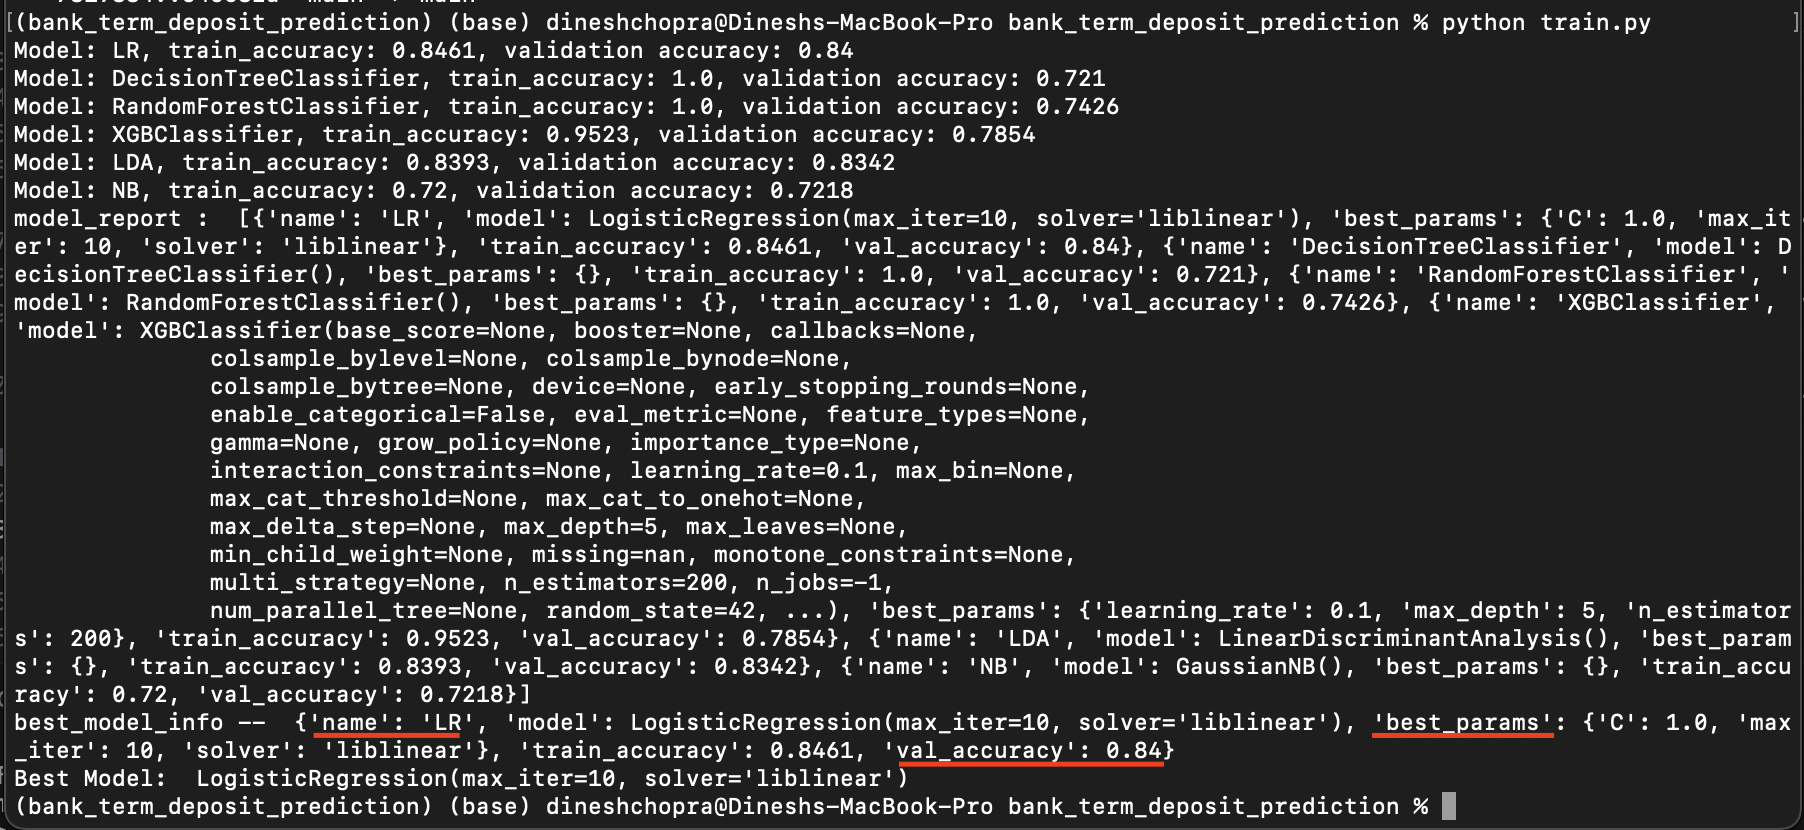 [(bank_term_deposit_prediction) (base) dineshchopra@Dineshs-MacBook-Pro bank_term_deposit_prediction % python train.py ]
Model: LR, train_accuracy: 0.8461, validation accuracy: 0.84
Model: DecisionTreeClassifier, train_accuracy: 1.0, validation accuracy: 0.721
Model: RandomForestClassifier, train_accuracy: 1.0, validation accuracy: 0.7426
Model: XGBClassifier, train_accuracy: 0.9523, validation accuracy: 0.7854
Model: LDA, train_accuracy: 0.8393, validation accuracy: 0.8342
Model: NB, train_accuracy: 0.72, validation accuracy: 0.7218
model_report :  [{'name': 'LR', 'model': LogisticRegression(max_iter=10, solver='liblinear'), 'best_params': {'C': 1.0, 'max_it
er': 10, 'solver': 'liblinear'}, 'train_accuracy': 0.8461, 'val_accuracy': 0.84}, {'name': 'DecisionTreeClassifier', 'model': D
ecisionTreeClassifier(), 'best_params': {}, 'train_accuracy': 1.0, 'val_accuracy': 0.721}, {'name': 'RandomForestClassifier', '
model': RandomForestClassifier(), 'best_params': {}, 'train_accuracy': 1.0, 'val_accuracy': 0.7426}, {'name': 'XGBClassifier',
'model': XGBClassifier(base_score=None, booster=None, callbacks=None,
colsample_bylevel=None, colsample_bynode=None,
colsample_bytree=None, device=None, early_stopping_rounds=None,
enable_categorical=False, eval_metric=None, feature_types=None,
gamma=None, grow_policy=None, importance_type=None,
interaction_constraints=None, learning_rate=0.1, max_bin=None,
max_cat_threshold=None, max_cat_to_onehot=None,
max_delta_step=None, max_depth=5, max_leaves=None,
min_child_weight=None, missing=nan, monotone_constraints=None,
multi_strategy=None, n_estimators=200, n_jobs=-1,
num_parallel_tree=None, random_state=42, ...), 'best_params': {'learning_rate': 0.1, 'max_depth': 5, 'n_estimator
s': 200}, 'train_accuracy': 0.9523, 'val_accuracy': 0.7854}, {'name': 'LDA', 'model': LinearDiscriminantAnalysis(), 'best_param
s': {}, 'train_accuracy': 0.8393, 'val_accuracy': 0.8342}, {'name': 'NB', 'model': GaussianNB(), 'best_params': {}, 'train_accu
racy': 0.72, 'val_accuracy': 0.7218}]
best_model_info --  {'name': 'LR', 'model': LogisticRegression(max_iter=10, solver='liblinear'), 'best_params': {'C': 1.0, 'max
_iter': 10, 'solver': 'liblinear'}, 'train_accuracy': 0.8461, 'val_accuracy': 0.84}
Best Model:  LogisticRegression(max_iter=10, solver='liblinear')
(bank_term_deposit_prediction) (base) dineshchopra@Dineshs-MacBook-Pro bank_term_deposit_prediction %